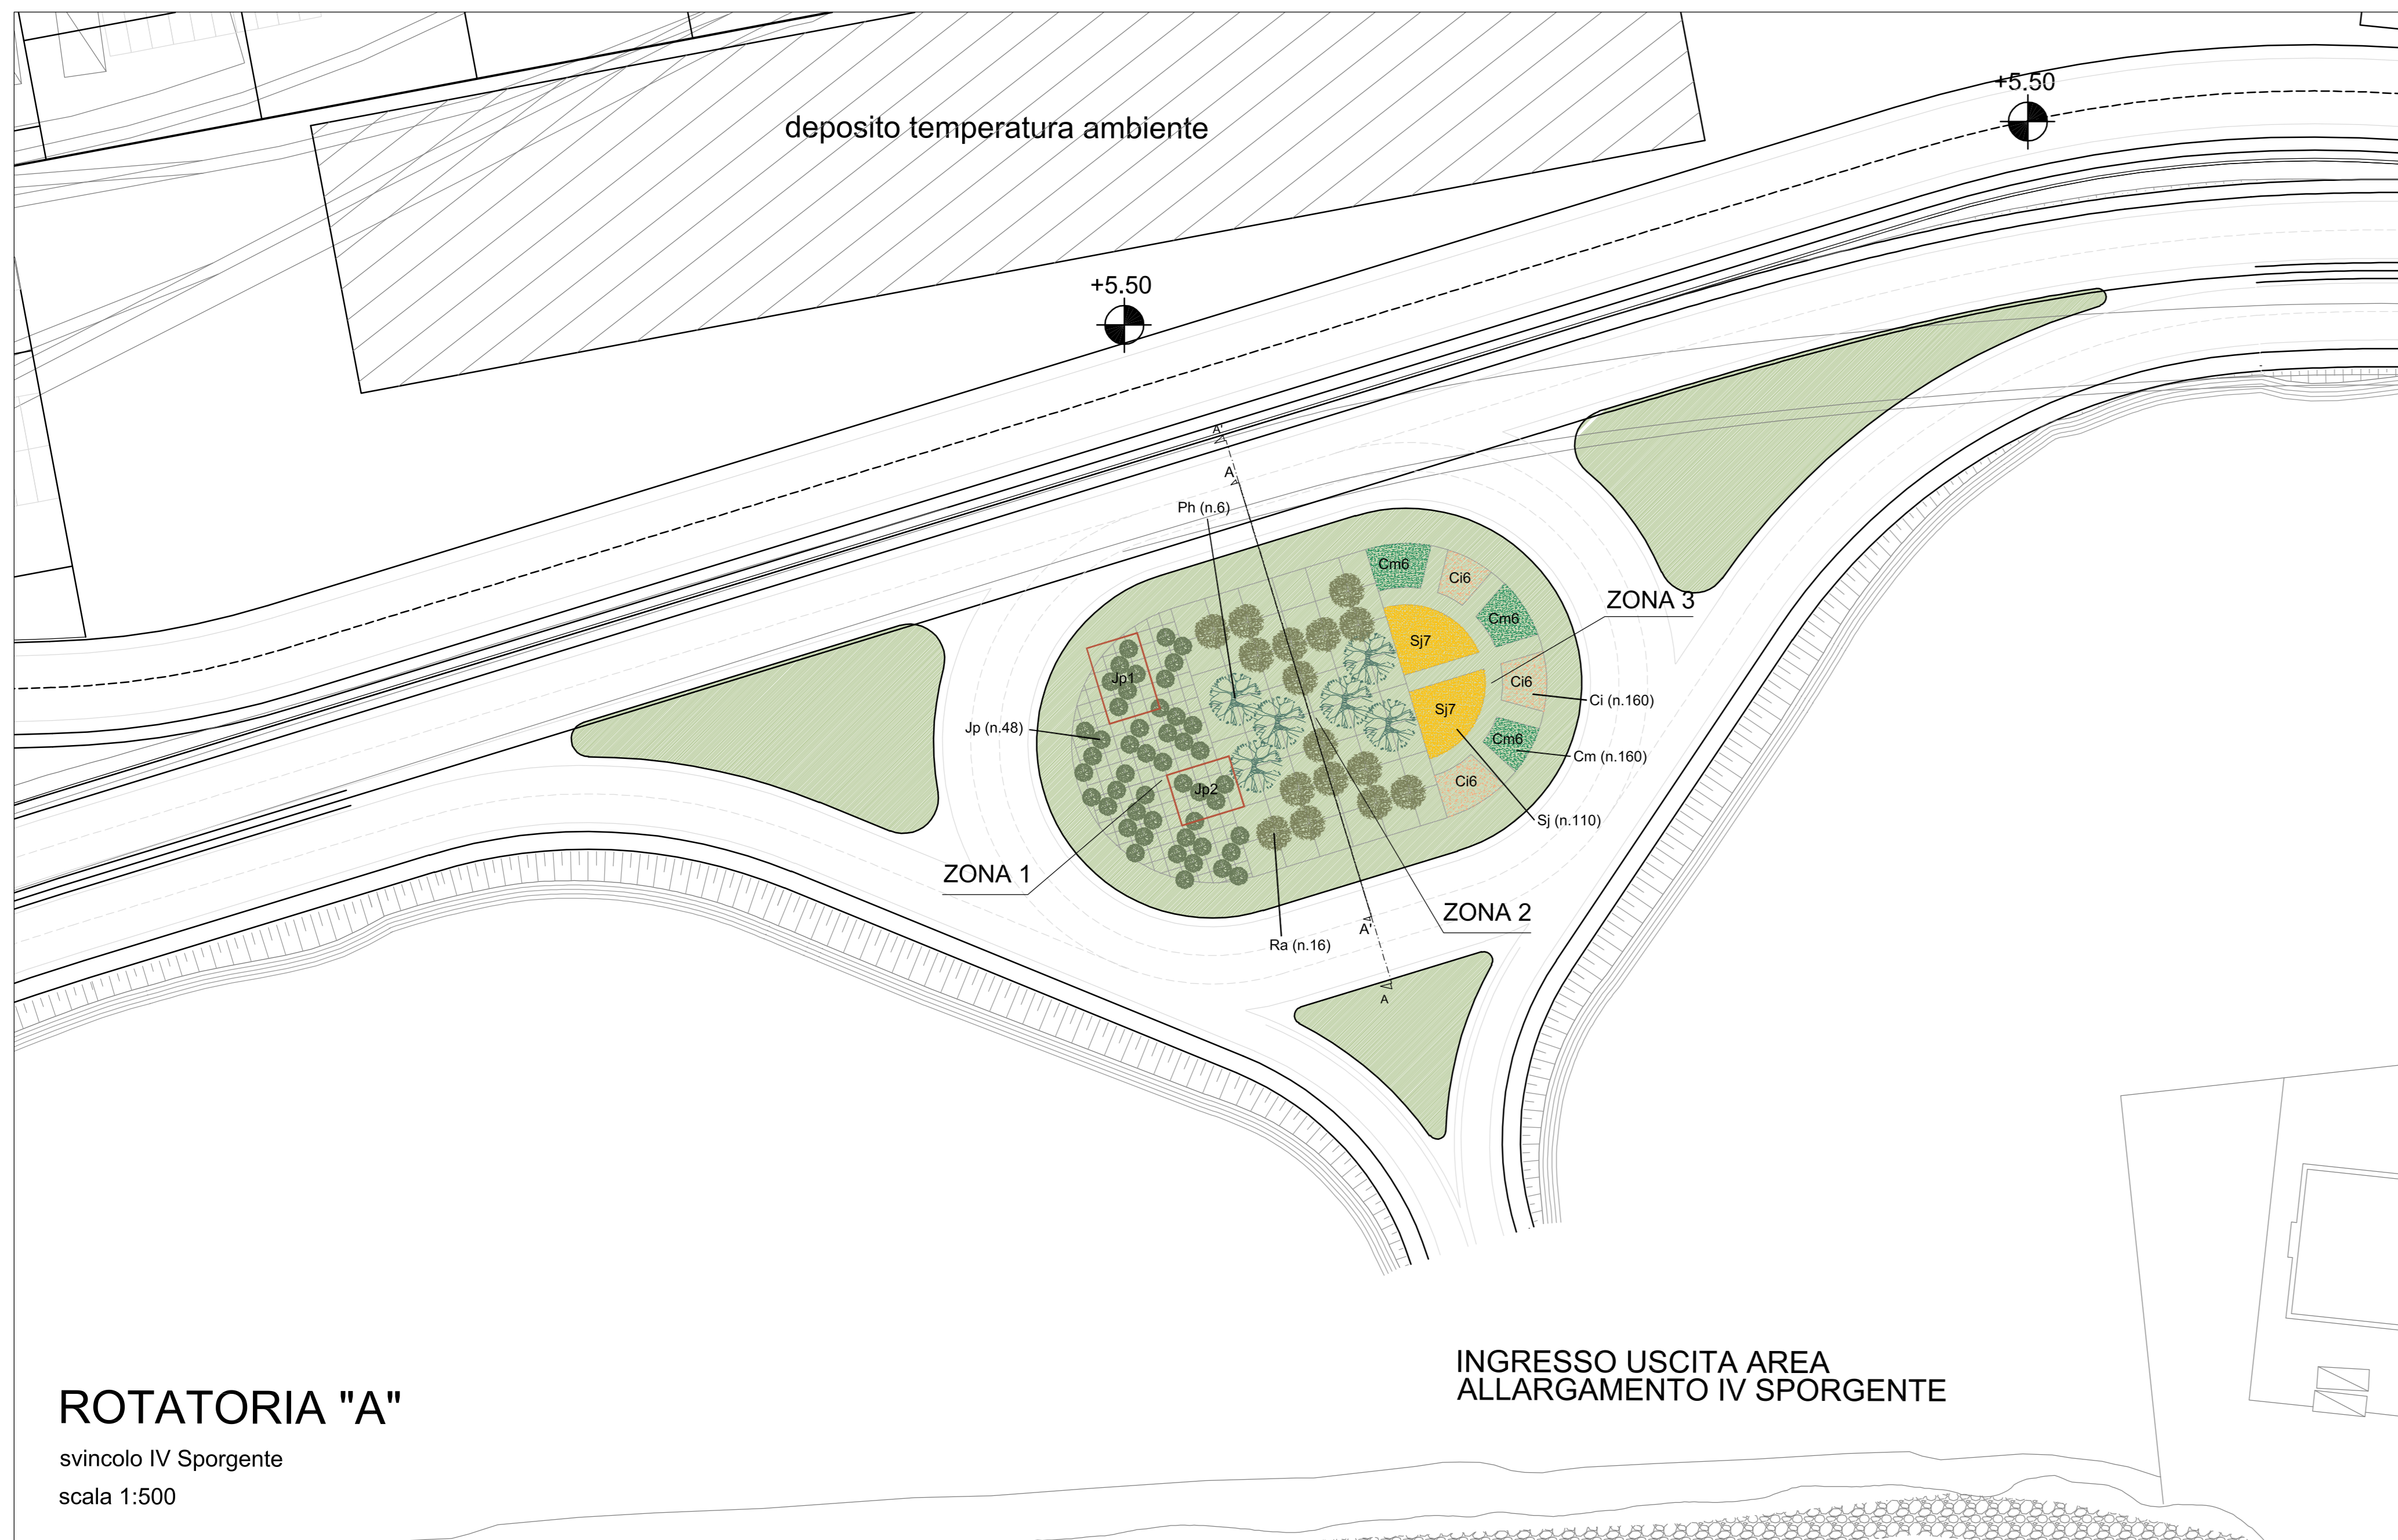 +5.50
deposito temperatura ambiente
+5.50
A'
A
Ph (n.6)
Cm6
Ci6
ZONA 3
Cm6
Sj7
Jp1
Ci6
Ci (n.160)
Sj7
Jp (n.48)
Cm6
Cm (n.160)
Ci6
Jp2
Sj (n.110)
ZONA 1
ZONA 2
A'
Ra (n.16)
A
INGRESSO USCITA AREA
ALLARGAMENTO IV SPORGENTE
ROTATORIA "A"
svincolo IV Sporgente
scala 1:500